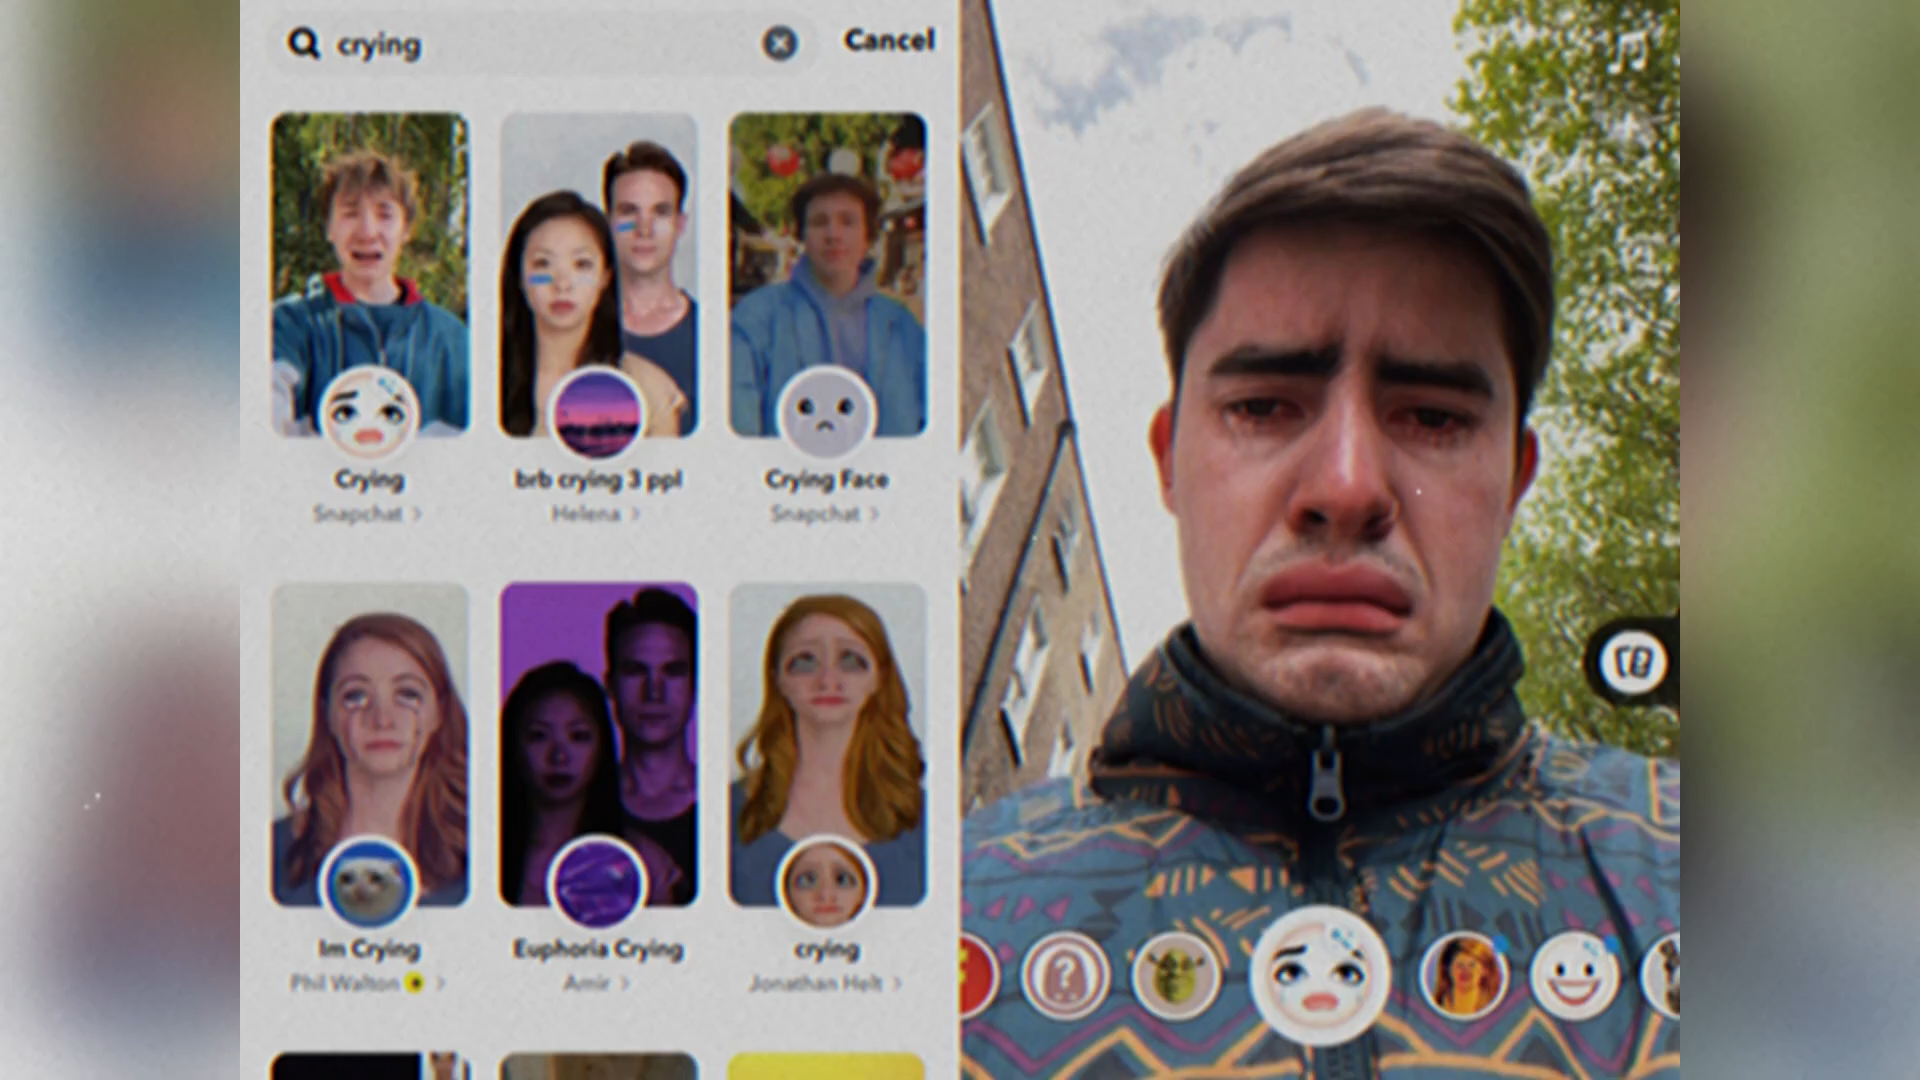 crying
Cancel
Crying
Snapchat >
brb crying 3 ppl
Helena >
Crying Face
Snapchat >
Im Crying
Phil Walton >
Euphoria Crying
Amir >
crying
Jonathan Helt >
?